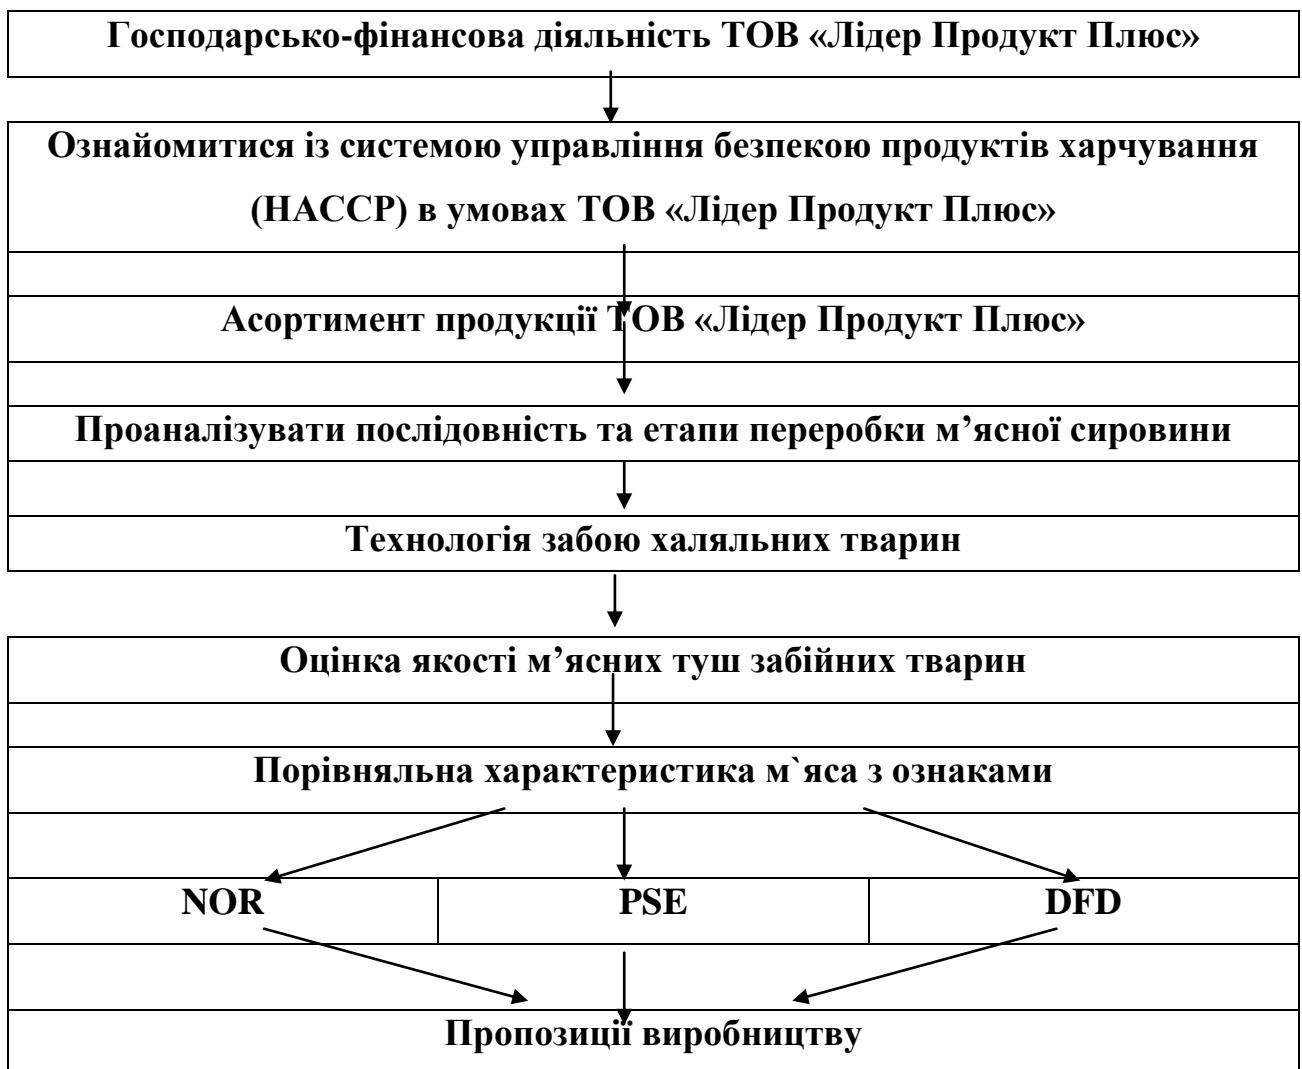 Господарсько-фінансова діяльність ТОВ «Лідер Продукт Плюс»
Ознайомитися із системою управління безпекою продуктів харчування
(НАССР) в умовах ТОВ «Лідер Продукт Плюс»
Асортимент продукції ТОВ «Лідер Продукт Плюс»
Проаналізувати послідовність та етапи переробки м’ясної сировини
Технологія забою халяльних тварин
Оцінка якості м’ясних туш забійних тварин
Порівняльна характеристика м`яса з ознаками
NOR PSE DFD
Пропозиції виробництву